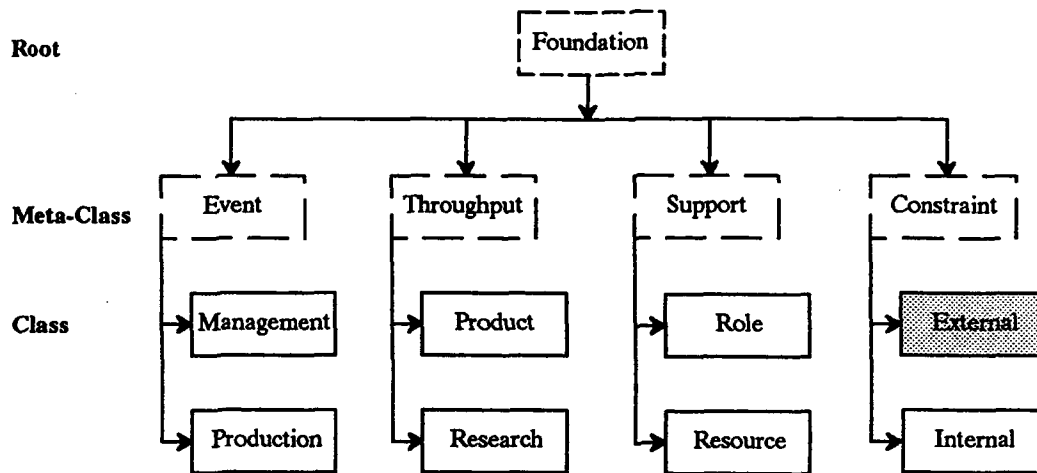 Root
Foundation
Meta-Class
Event
Throughput
Support
Constraint
Class
Management
Product
Role
External
Production
Research
Resource
Internal